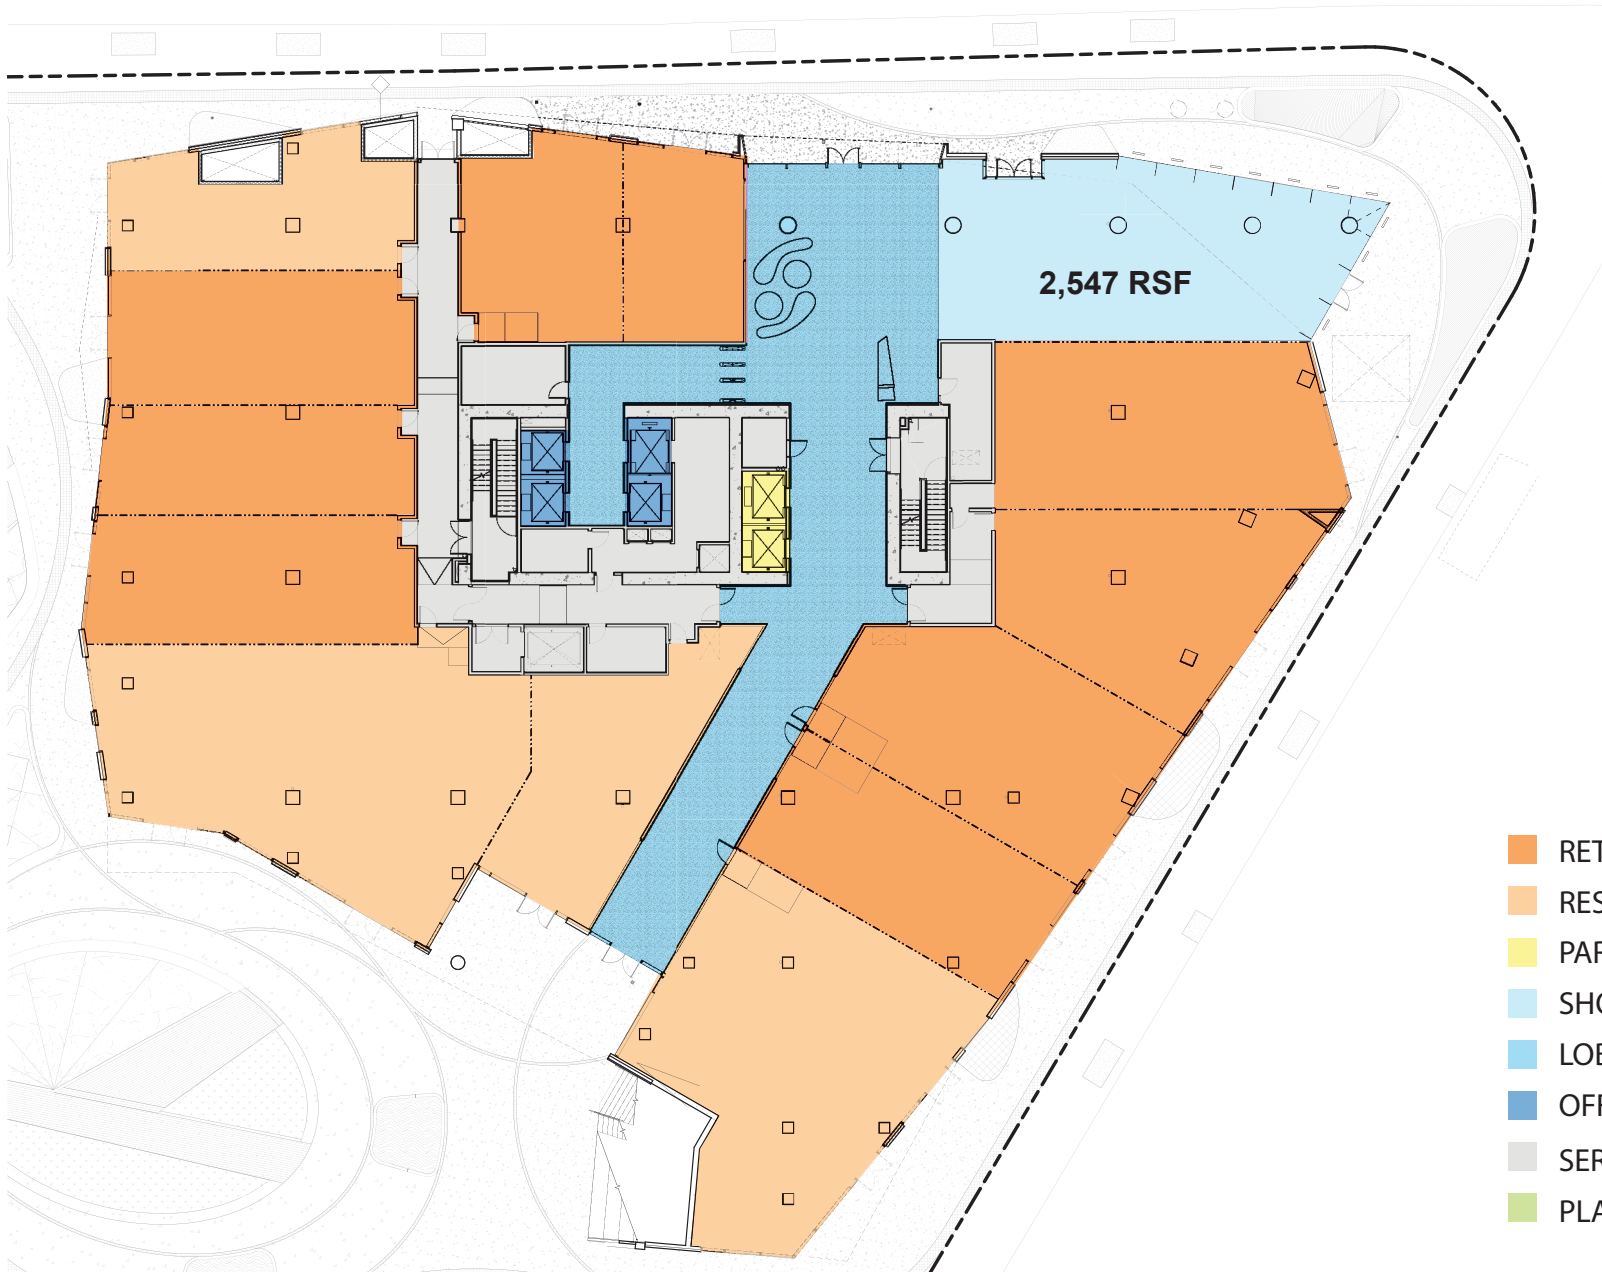 2,547 RSF
RET
RES
PAR
SHO
LOB
OFF
SER
PLA